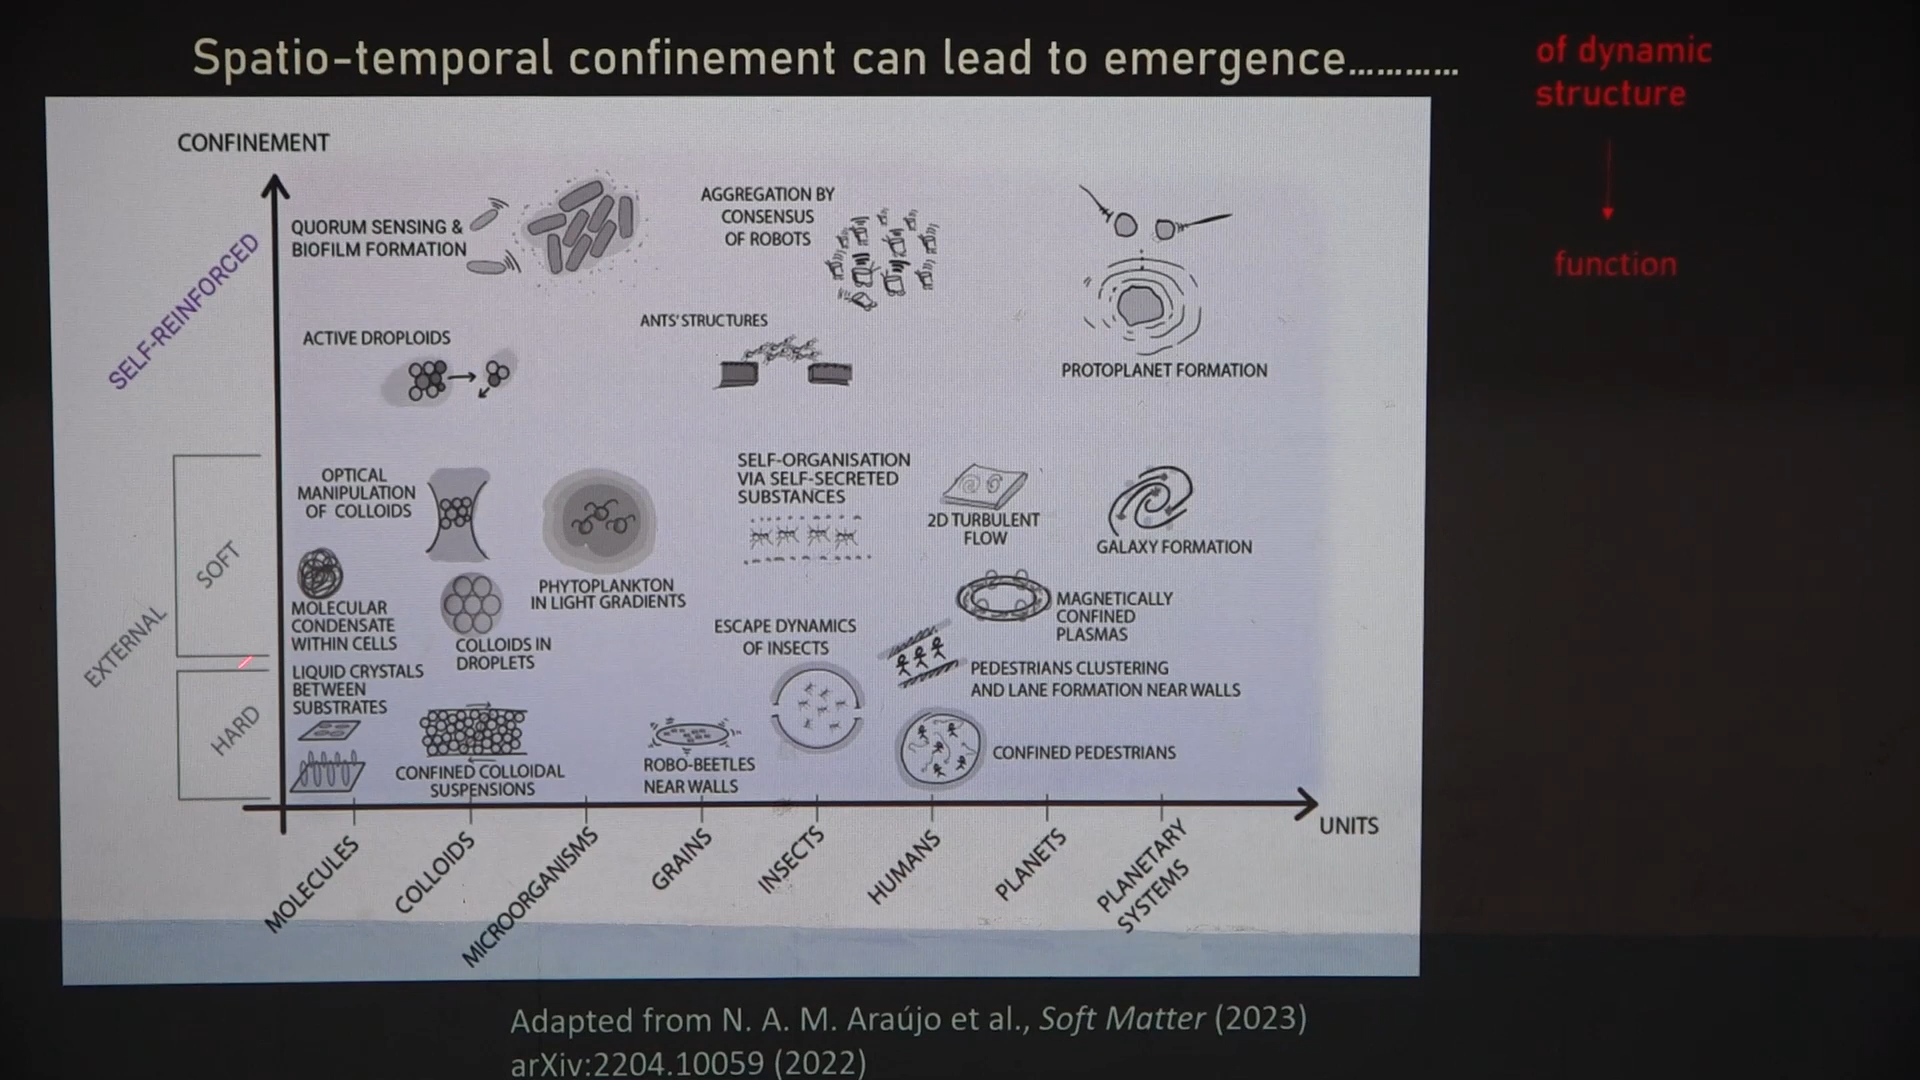 Spatio-temporal confinement can lead to emergence............
of dynamic
structure
function
CONFINEMENT
SELF-REINFORCED
QUORUM SENSING &
BIOFILM FORMATION
AGGREGATION BY
CONSENSUS
OF ROBOTS
ACTIVE DROPLOIDS
ANTS' STRUCTURES
PROTOPLANET FORMATION
EXTERNAL
SOFT
HARD
OPTICAL
MANIPULATION
OF COLLOIDS
MOLECULAR
CONDENSATE
WITHIN CELLS
COLLOIDS IN
DROPLETS
PHYTOPLANKTON
IN LIGHT GRADIENTS
SELF-ORGANISATION
VIA SELF-SECRETED
SUBSTANCES
2D TURBULENT
FLOW
GALAXY FORMATION
MAGNETICALLY
CONFINED
PLASMAS
ESCAPE DYNAMICS
OF INSECTS
PEDESTRIANS CLUSTERING
AND LANE FORMATION NEAR WALLS
LIQUID CRYSTALS
BETWEEN
SUBSTRATES
CONFINED COLLOIDAL
SUSPENSIONS
ROBO-BEETLES
NEAR WALLS
CONFINED PEDESTRIANS
UNITS
MOLECULES
COLLOIDS
MICROORGANISMS
GRAINS
INSECTS
HUMANS
PLANETS
PLANETARY
SYSTEMS
Adapted from N. A. M. Araújo et al., Soft Matter (2023)
arXiv:2204.10059 (2022)